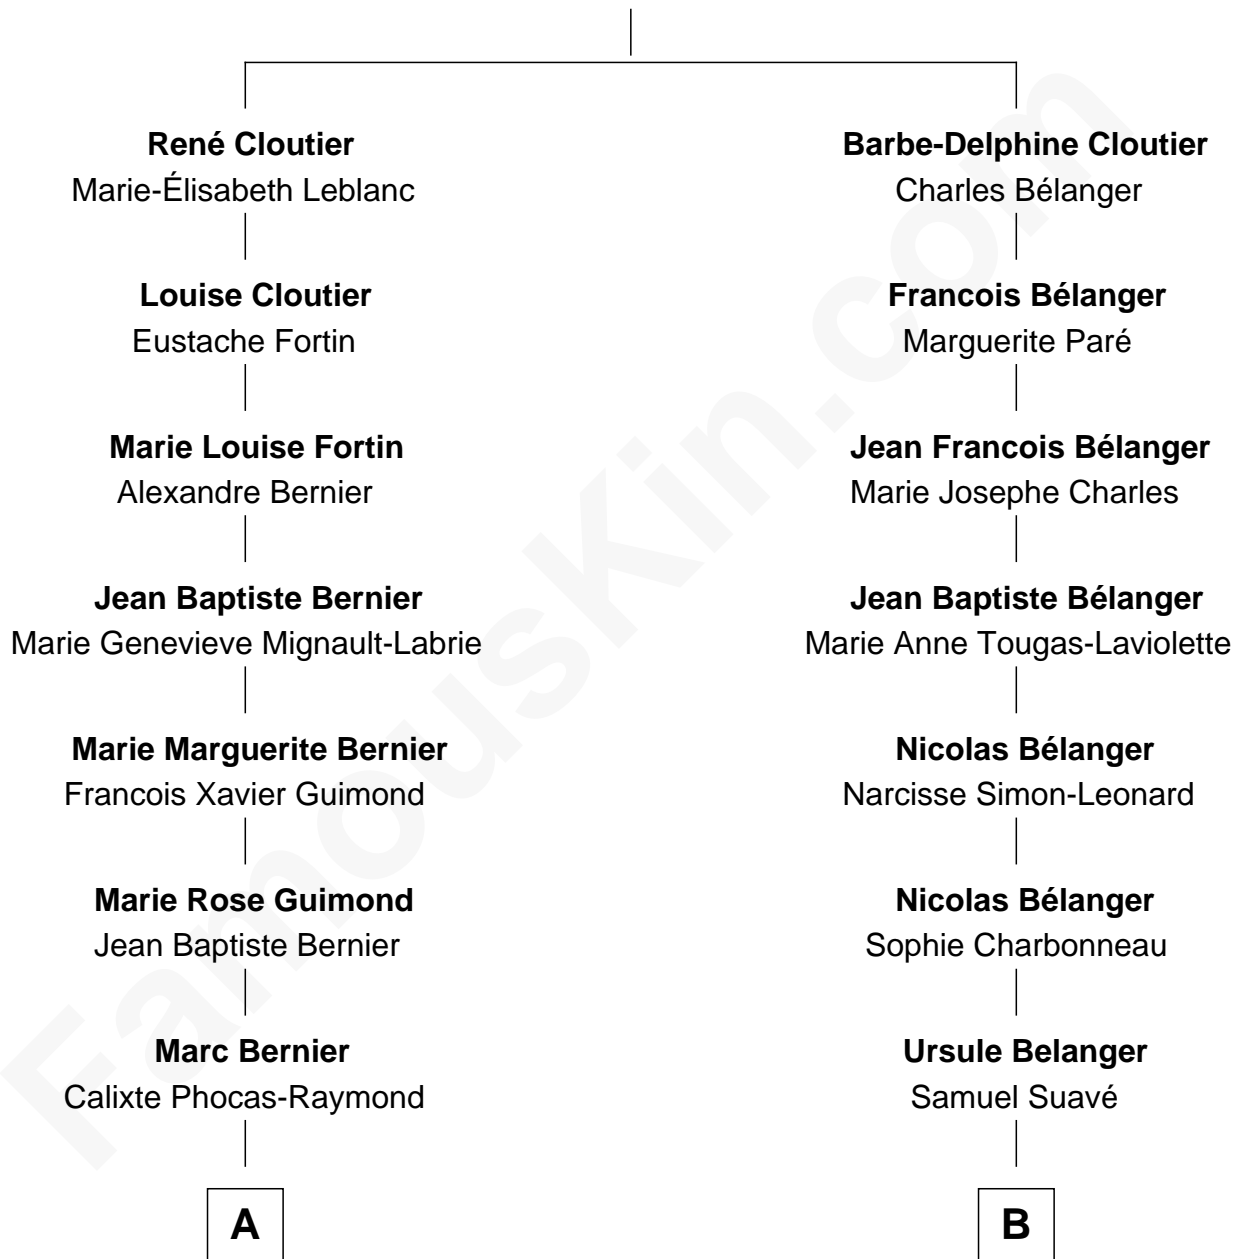 René Cloutier
Marie-Élisabeth Leblanc
Louise Cloutier
Eustache Fortin
Marie Louise Fortin
Alexandre Bernier
Jean Baptiste Bernier
Marie Genevieve Mignault-Labrie
Marie Marguerite Bernier
Francois Xavier Guimond
Marie Rose Guimond
Jean Baptiste Bernier
Marc Bernier
Calixte Phocas-Raymond
A
Barbe-Delphine Cloutier
Charles Bélanger
Francois Bélanger
Marguerite Paré
Jean Francois Bélanger
Marie Josephe Charles
Jean Baptiste Bélanger
Marie Anne Tougas-Laviolette
Nicolas Bélanger
Narcisse Simon-Leonard
Nicolas Bélanger
Sophie Charbonneau
Ursule Belanger
Samuel Suavé
B
FamousKin.com